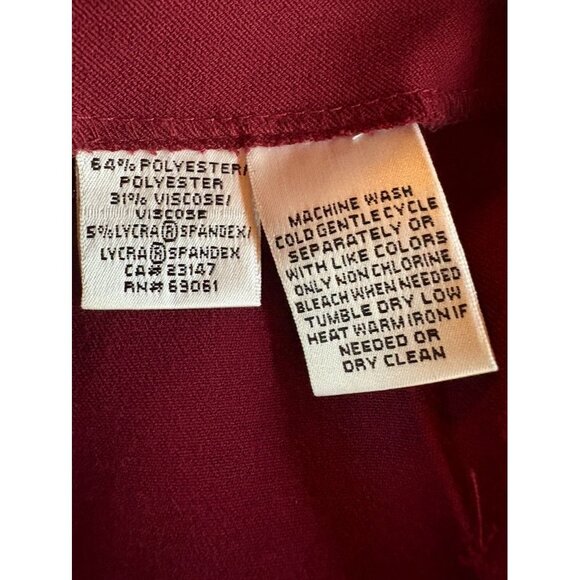 64% POLYESTER/
POLYESTER
31% VISCOSE/
VISCOSE
5% LYCRA ® SPANDEX/
LYCRA ® SPANDEX
CA# 23147
RN# 69061
MACHINE WASH
COLD GENTLE CYCLE
SEPARATELY OR
WITH LIKE COLORS
ONLY NON CHLORINE
BLEACH WHEN NEEDED
TUMBLE DRY LOW
HEAT WARM IRON IF
NEEDED OR
DRY CLEAN